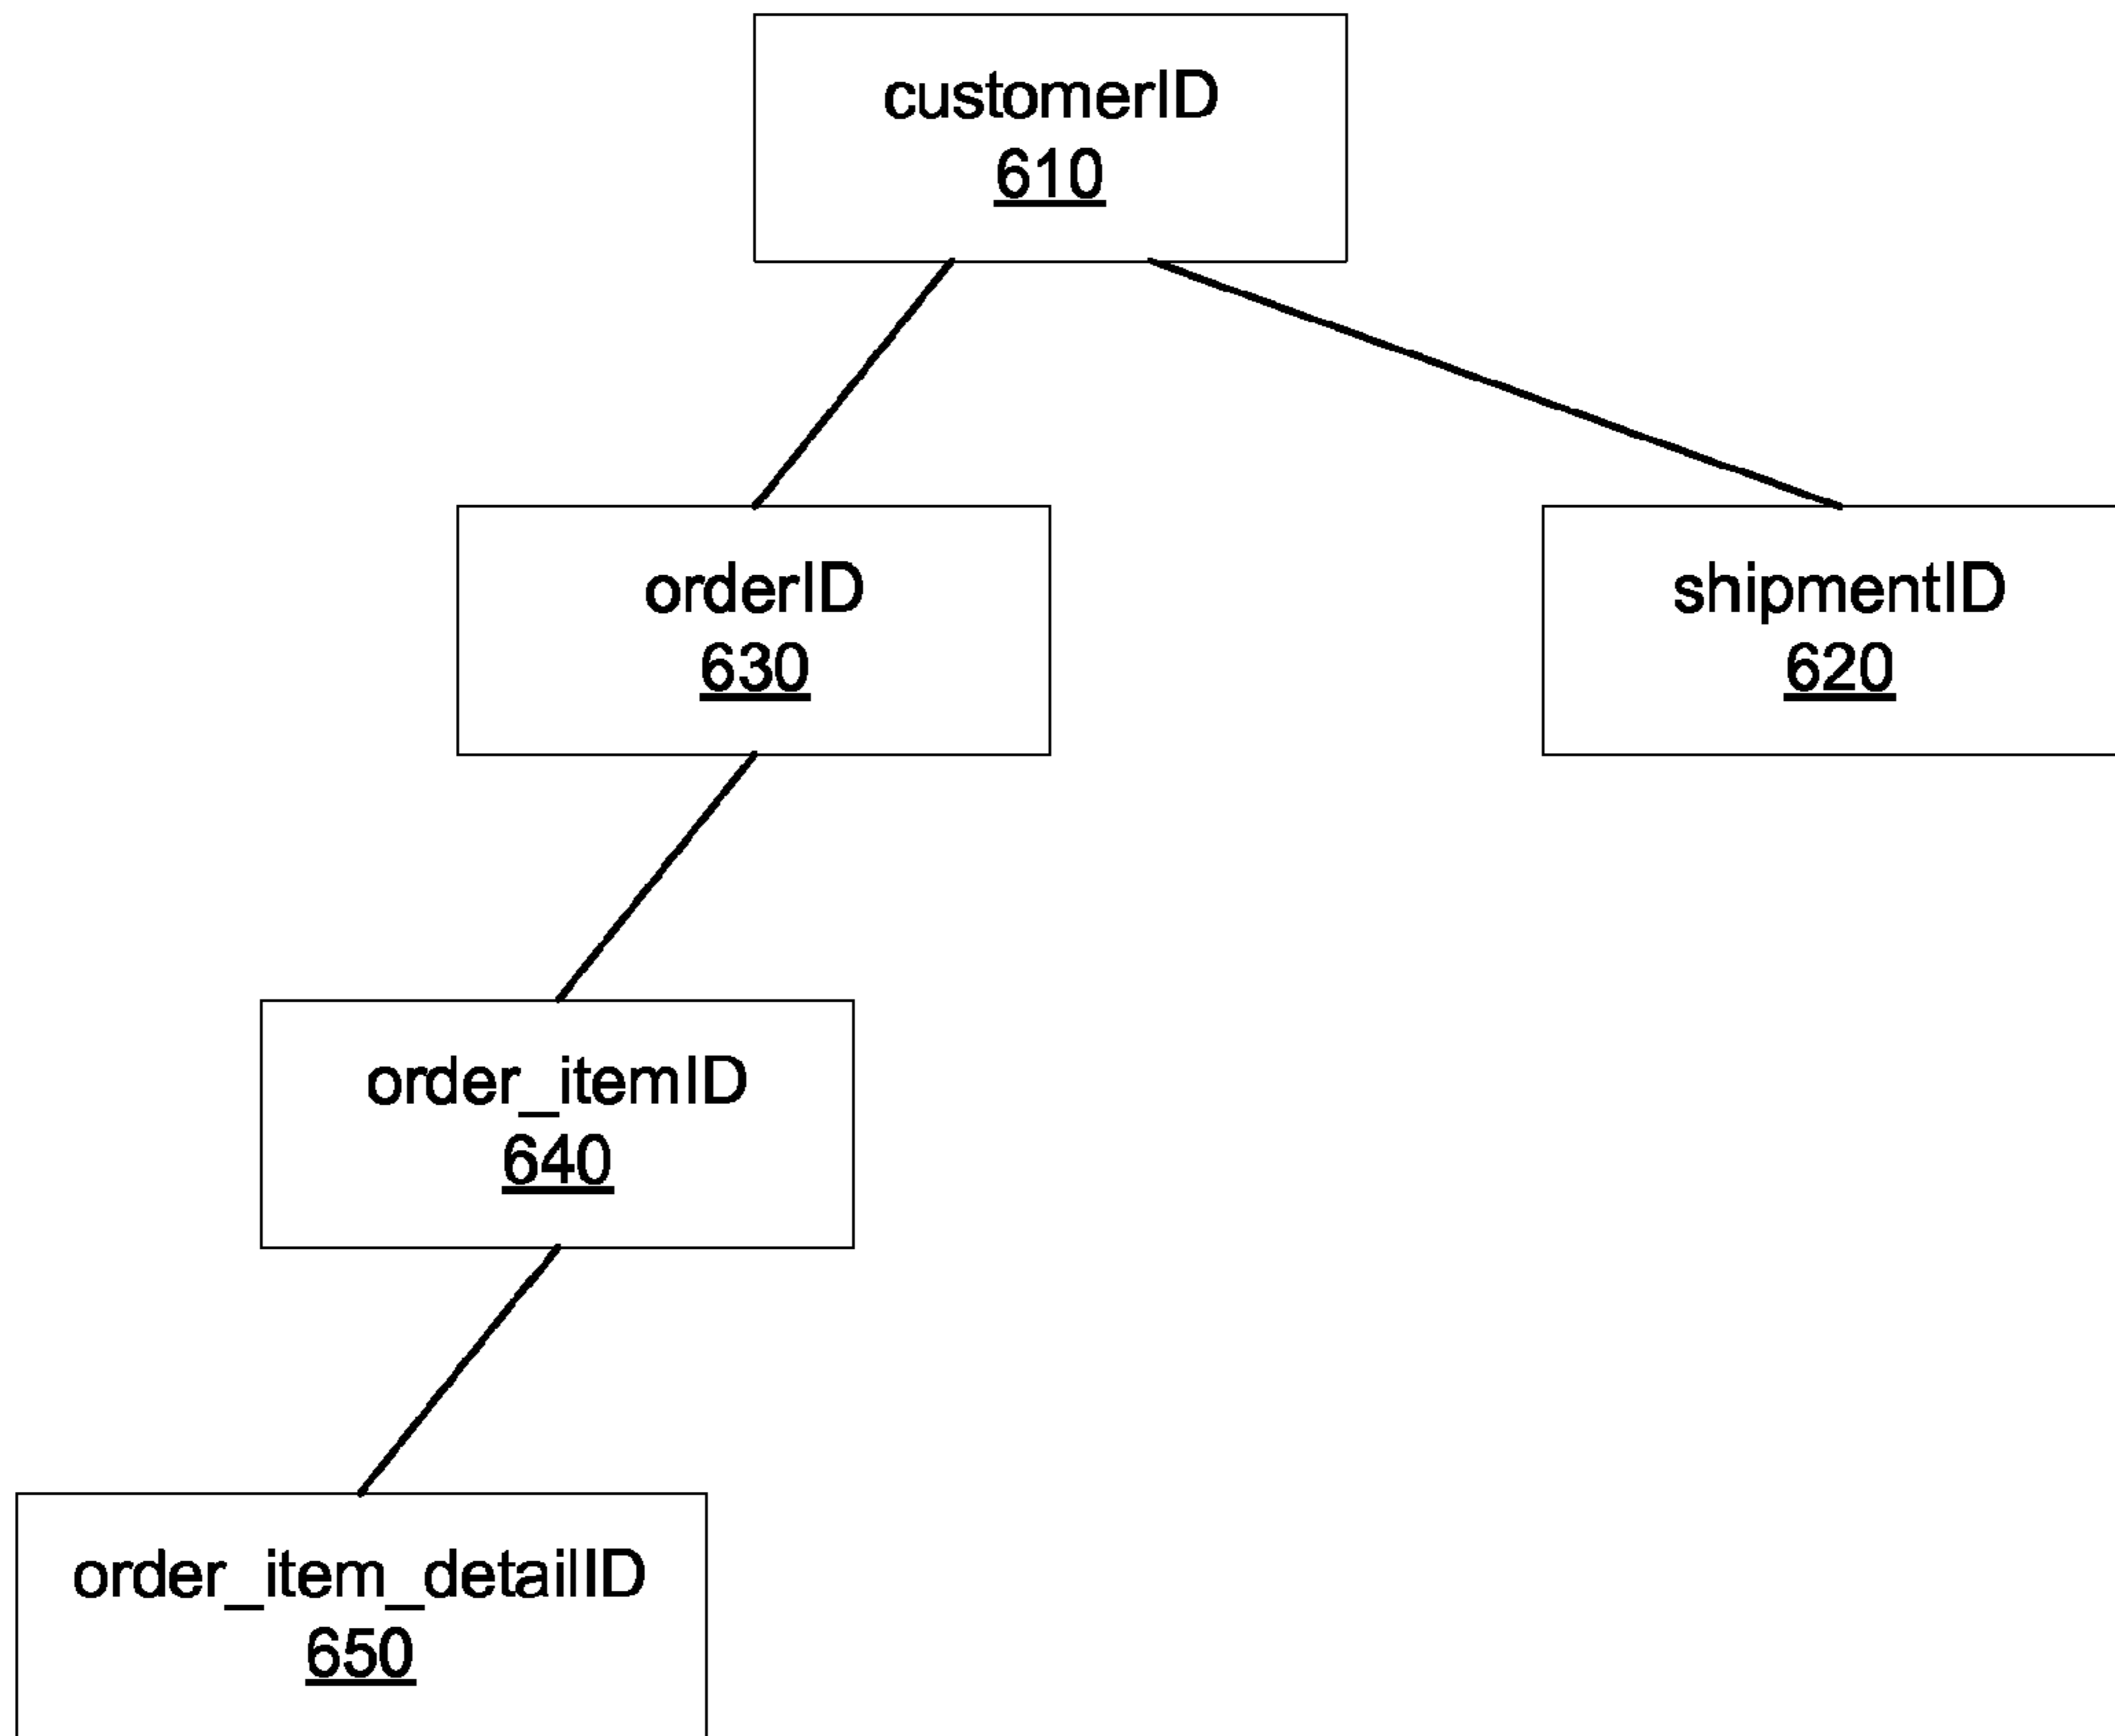 customerID
610
orderID
630
shipmentID
620
order_itemID
640
order_item_detailID
650